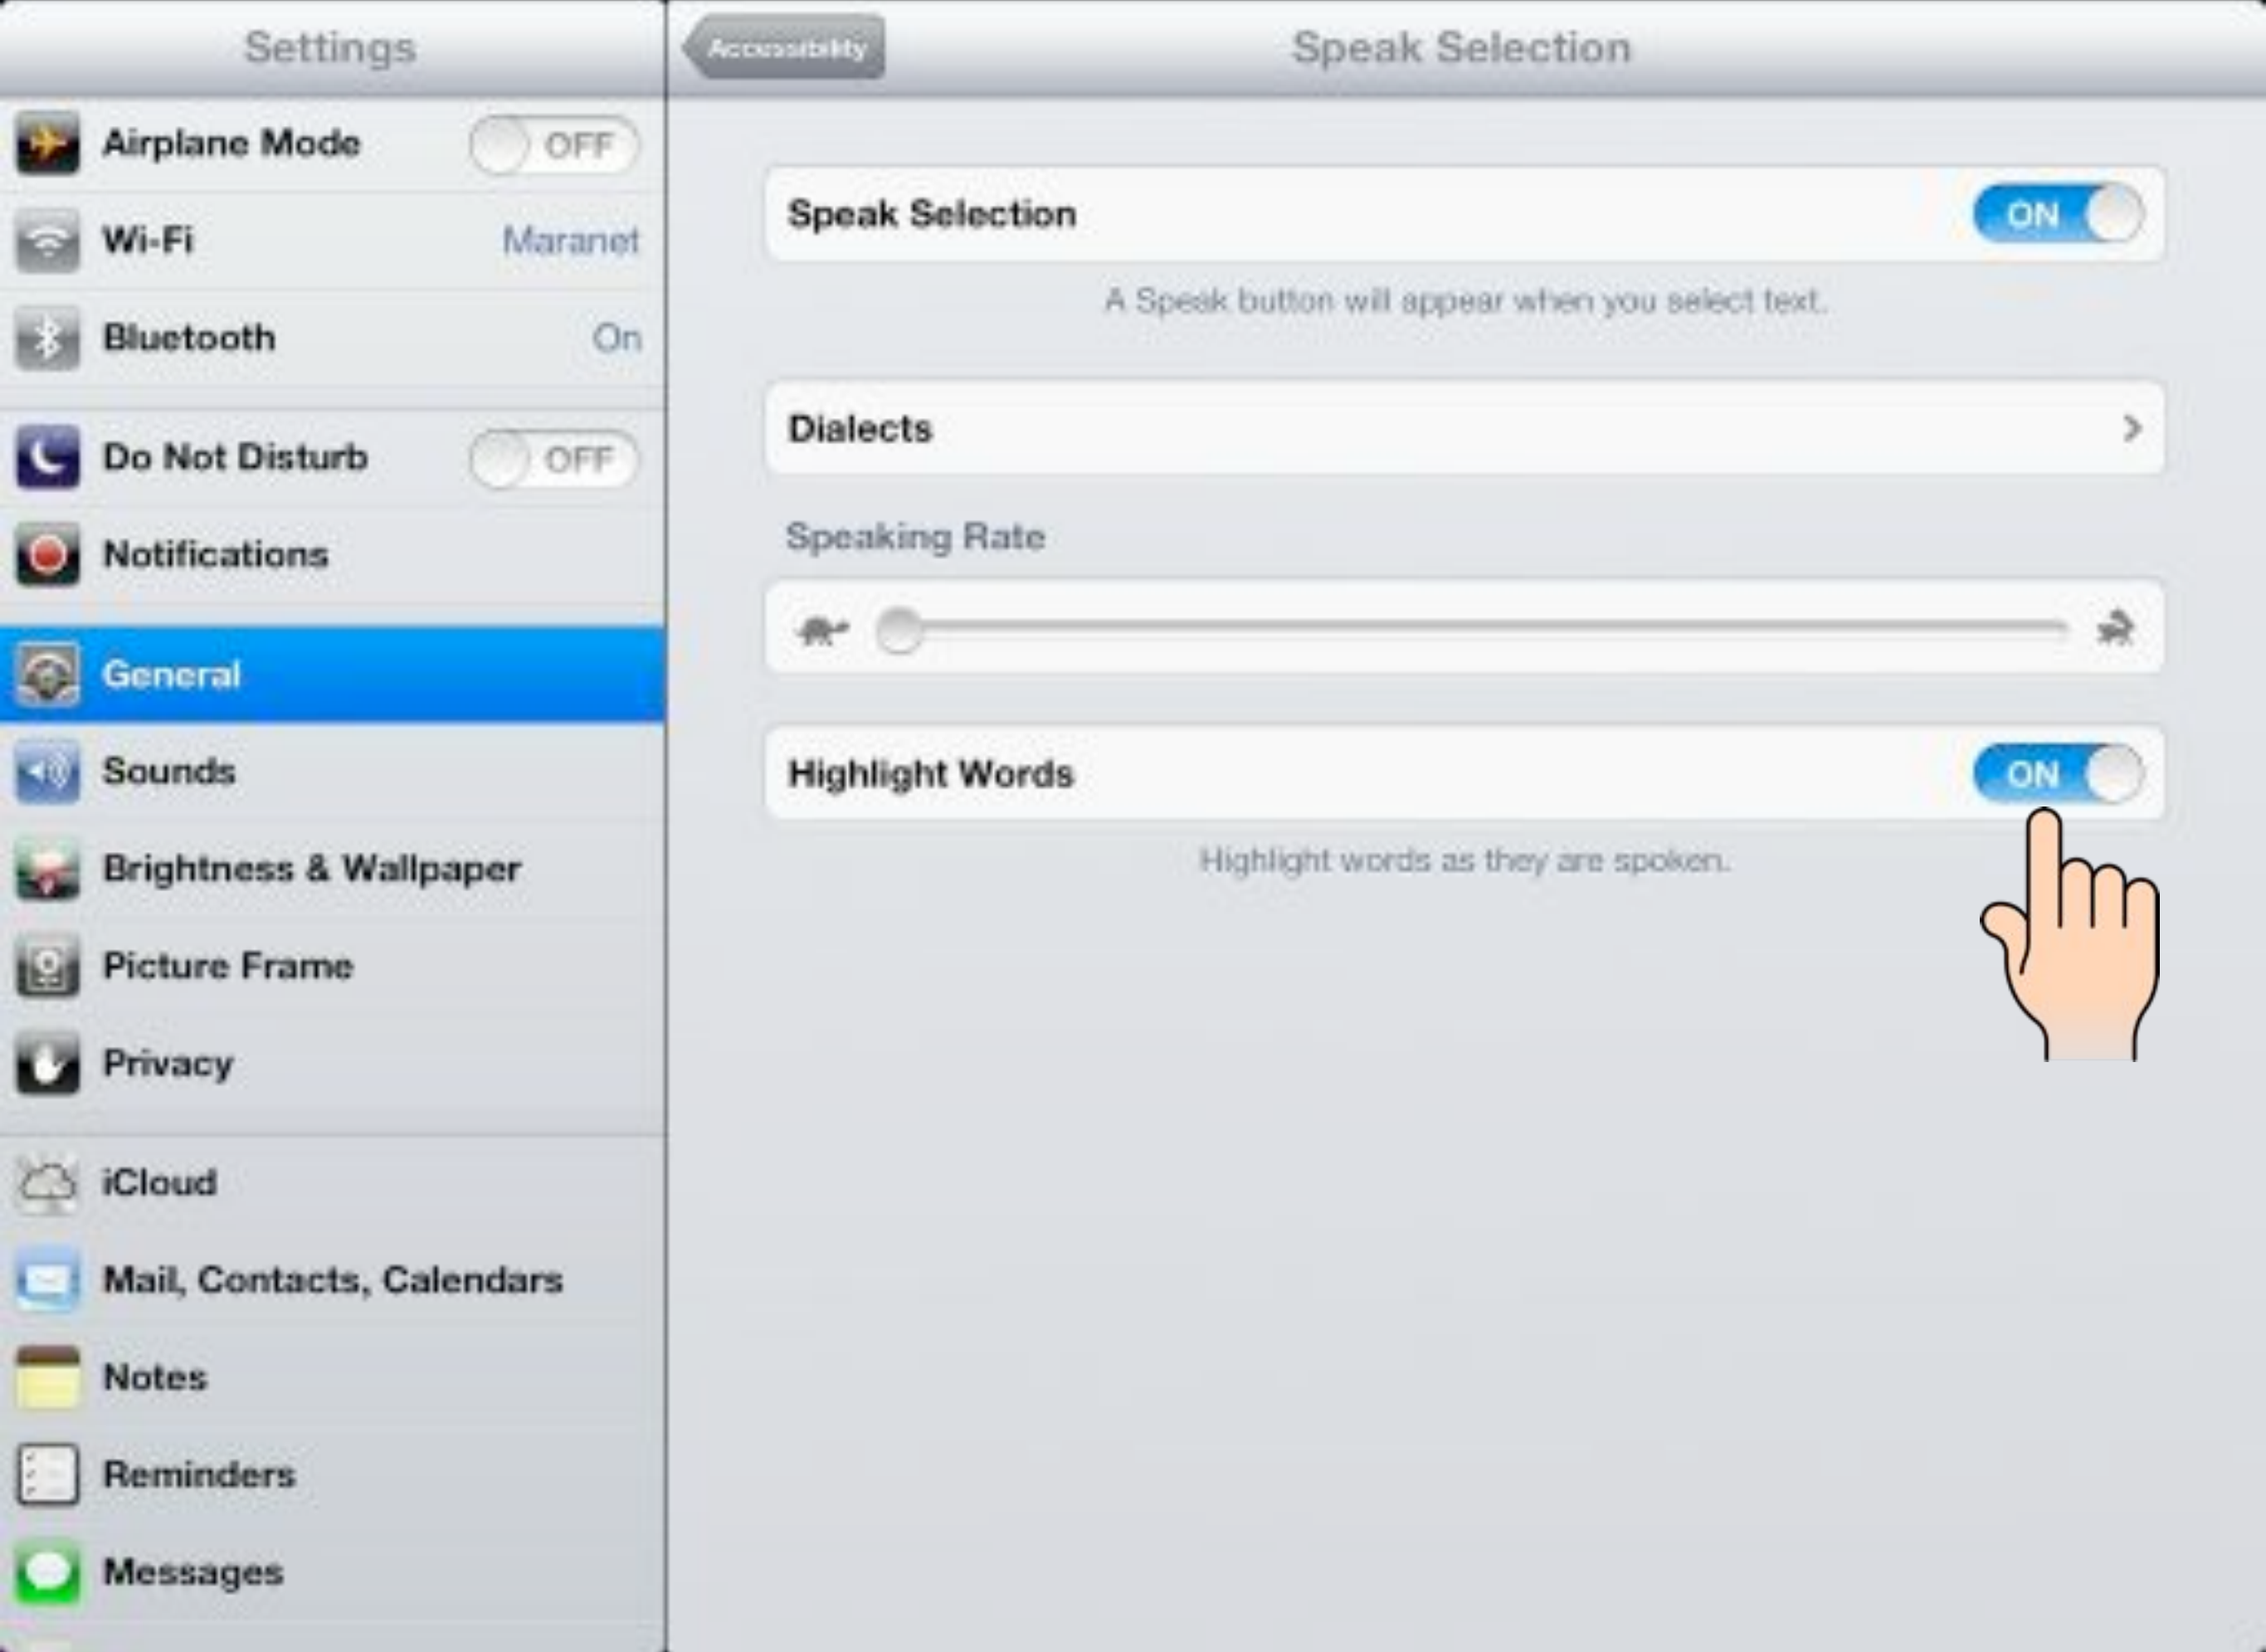 Settings
Airplane Mode OFF
Wi-Fi Maranet
Bluetooth On
Do Not Disturb OFF
Notifications
General
Sounds
Brightness & Wallpaper
Picture Frame
Privacy
iCloud
Mail, Contacts, Calendars
Notes
Reminders
Messages
Accessibility
Speak Selection
Speak Selection ON
A Speak button will appear when you select text.
Dialects
Speaking Rate
Highlight Words ON
Highlight words as they are spoken.